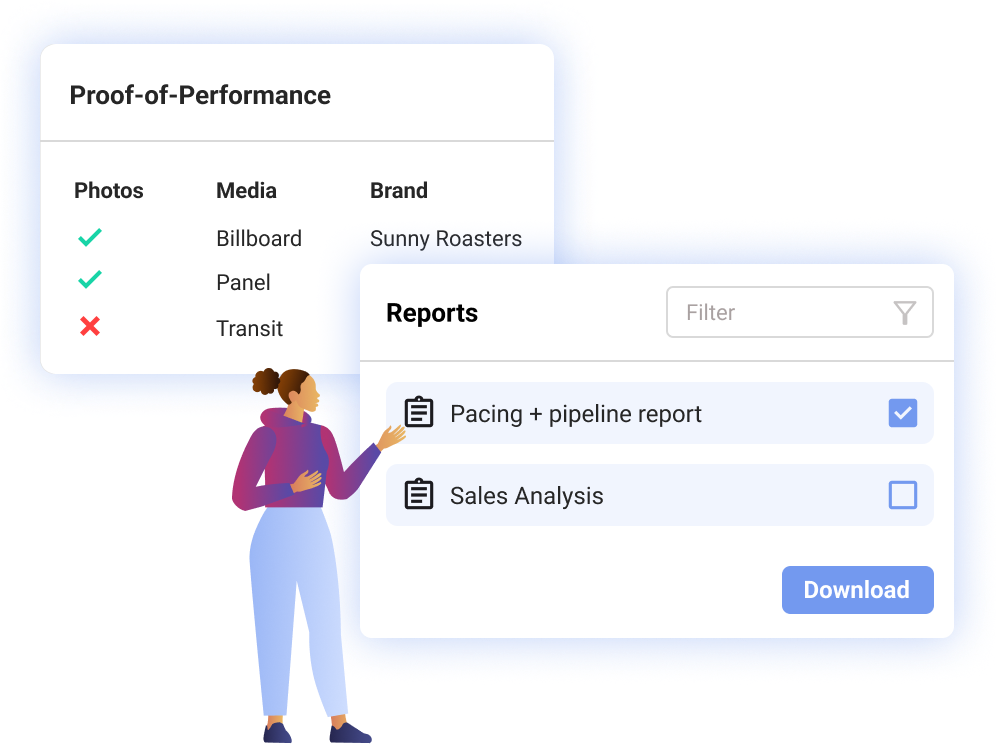 Proof-of-Performance
Photos Media Brand
Billboard Sunny Roasters
Panel
Transit
Reports Filter
Pacing + pipeline report
Sales Analysis
Download